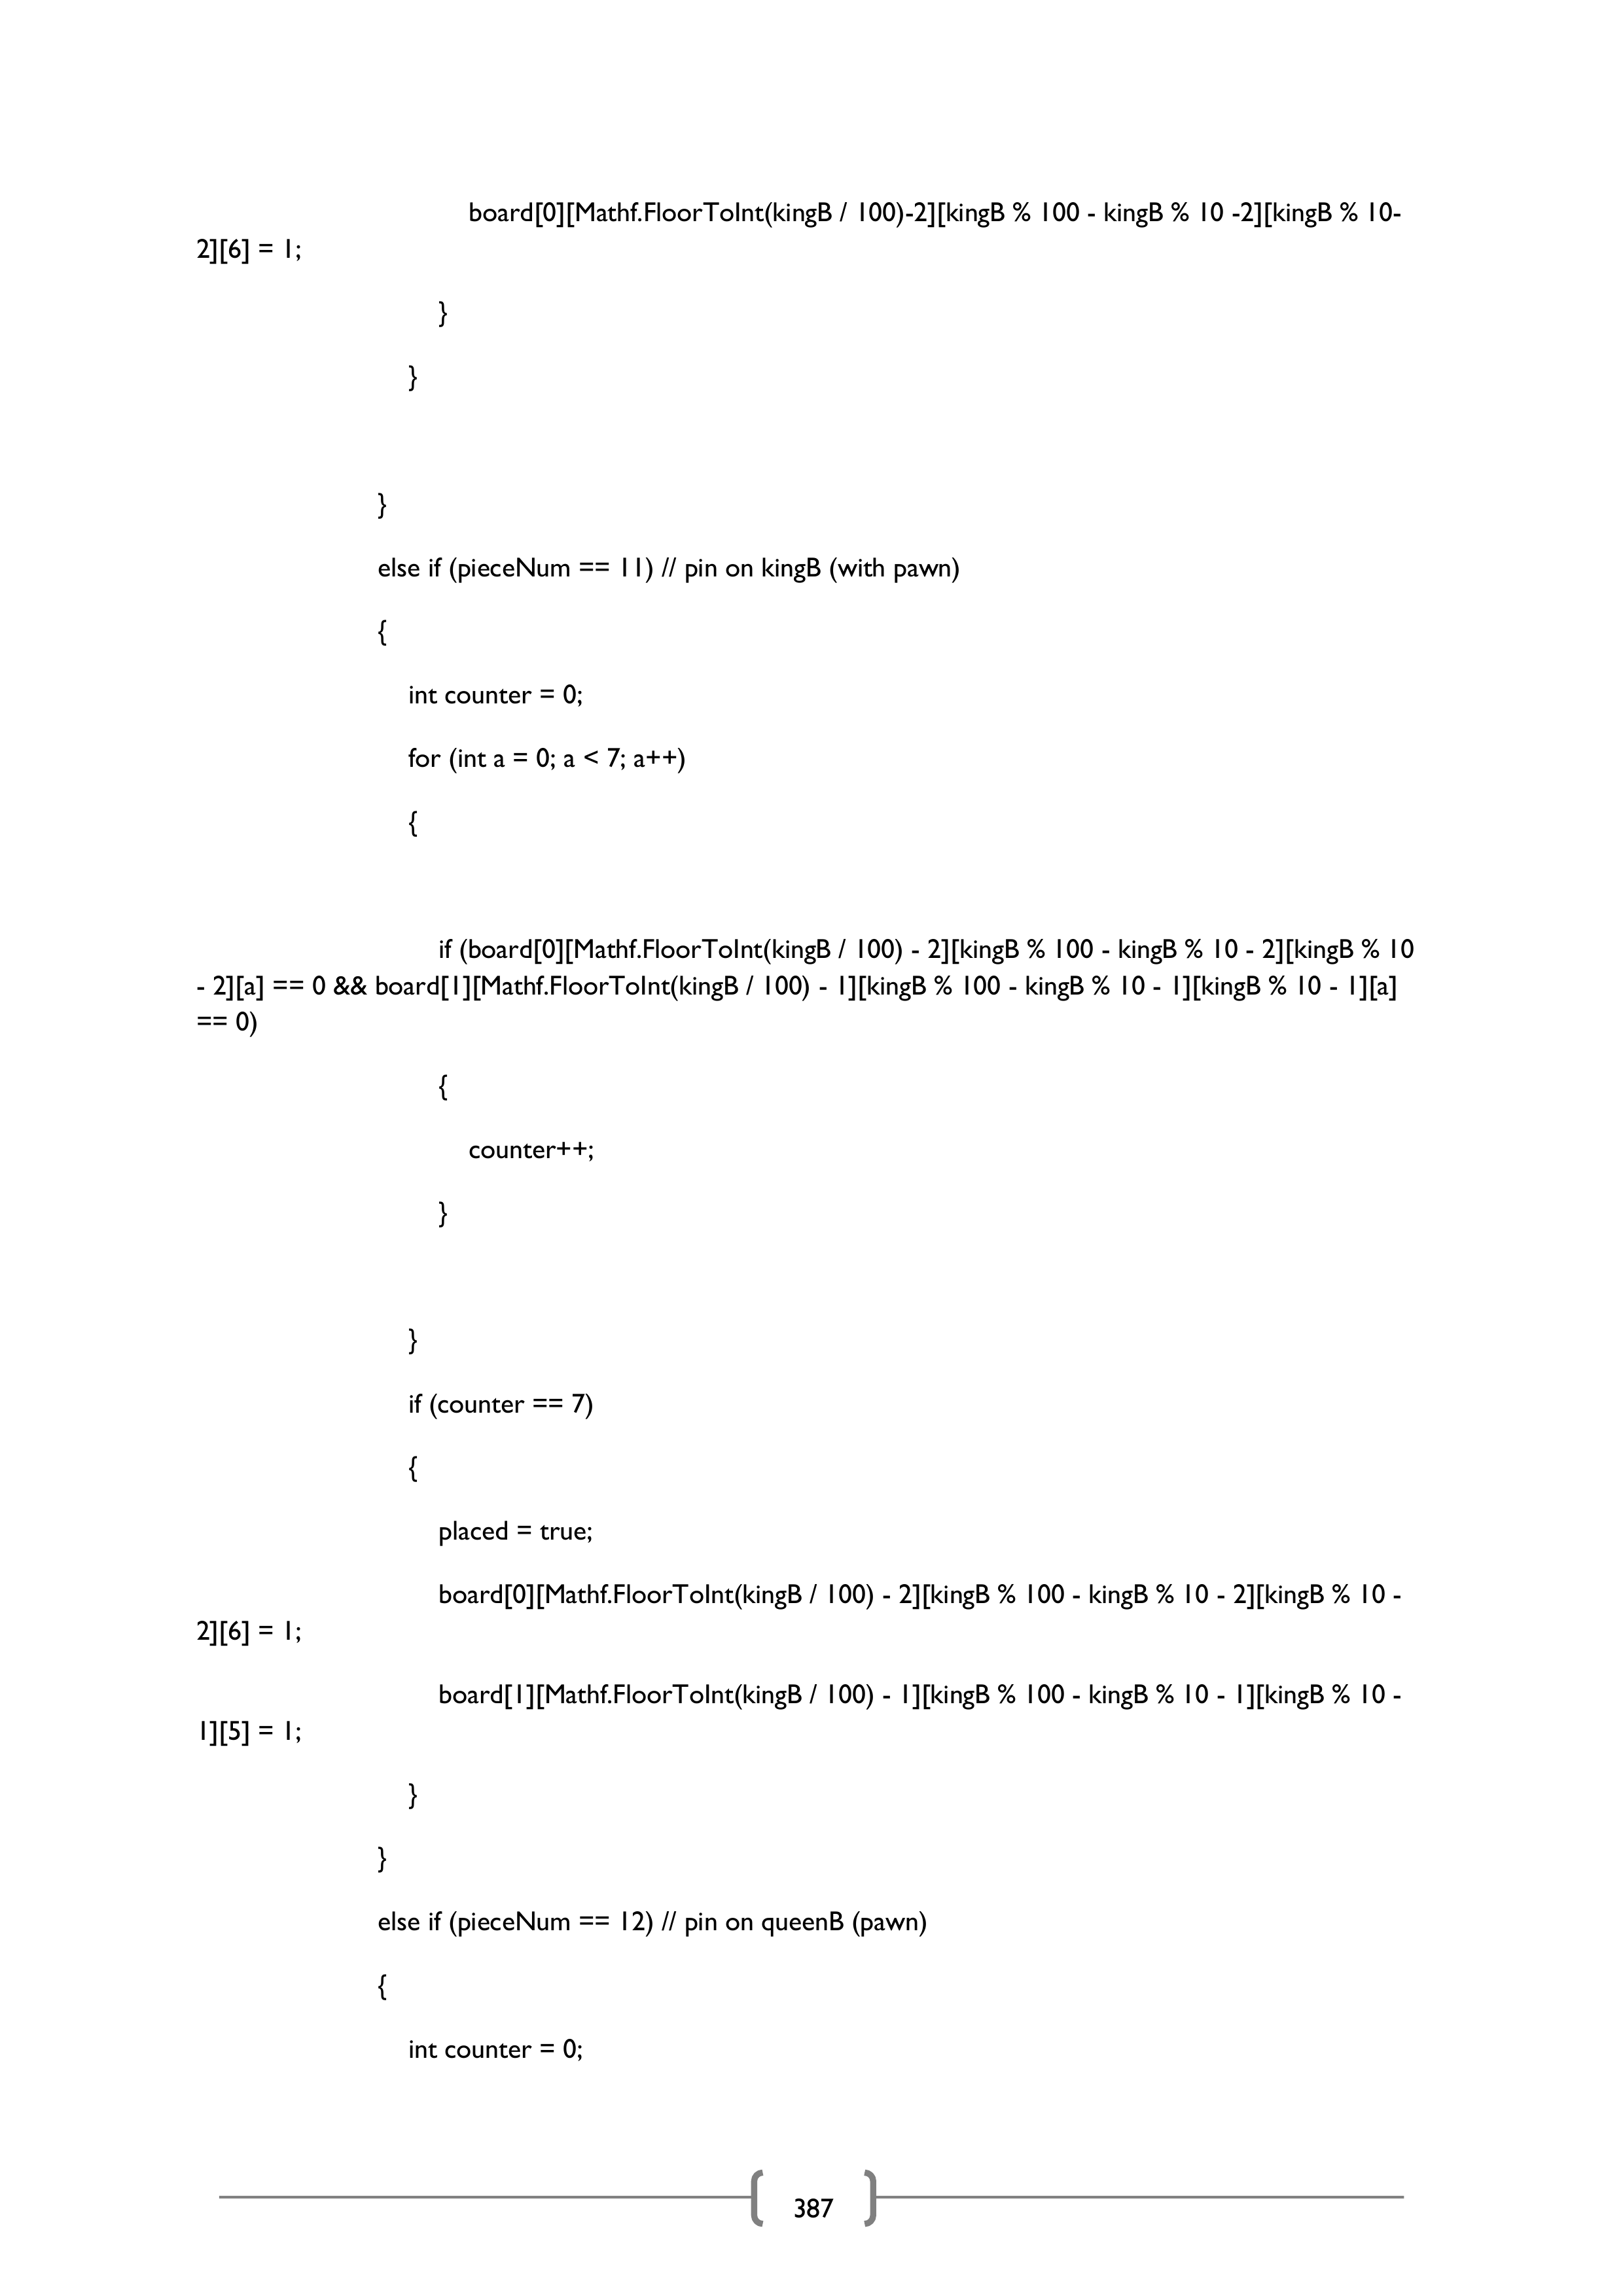 board[0][Mathf.FloorToInt(kingB / 100)-2][kingB % 100 - kingB % 10 -2][kingB % 10-
2][6] = 1;
}
}
}
else if (pieceNum == 11) // pin on kingB (with pawn)
{
int counter = 0;
for (int a = 0; a < 7; a++)
{
if (board[0][Mathf.FloorToInt(kingB / 100) - 2][kingB % 100 - kingB % 10 - 2][kingB % 10
- 2][a] == 0 && board[1][Mathf.FloorToInt(kingB / 100) - 1][kingB % 100 - kingB % 10 - 1][kingB % 10 - 1][a]
== 0)
{
counter++;
}
}
if (counter == 7)
{
placed = true;
board[0][Mathf.FloorToInt(kingB / 100) - 2][kingB % 100 - kingB % 10 - 2][kingB % 10 -
2][6] = 1;
board[1][Mathf.FloorToInt(kingB / 100) - 1][kingB % 100 - kingB % 10 - 1][kingB % 10 -
1][5] = 1;
}
}
else if (pieceNum == 12) // pin on queenB (pawn)
{
int counter = 0;
387